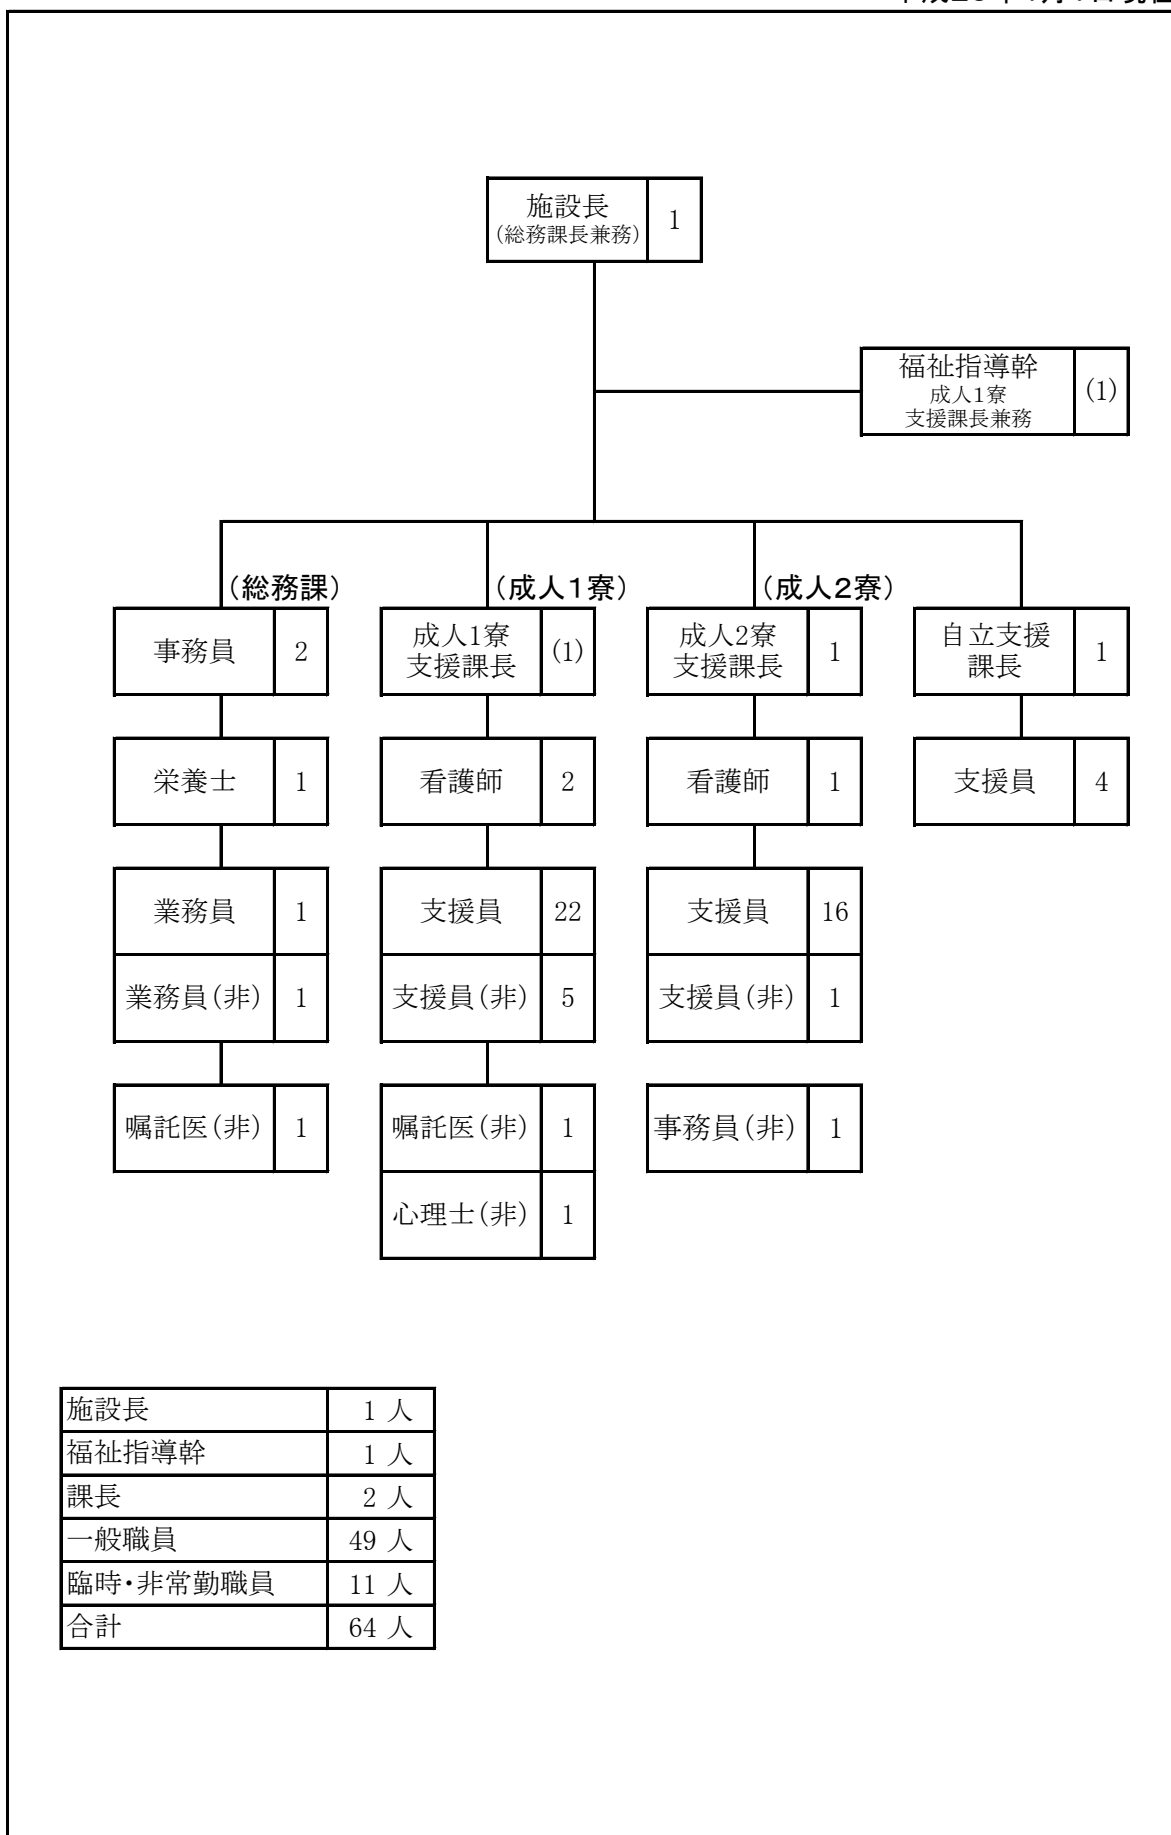 施設長 1
(総務課長兼務)
福祉指導幹 (1)
成人1寮
支援課長兼務
(総務課) (成人1寮) (成人2寮)
事務員 2
成人1寮
支援課長 (1)
成人2寮
支援課長 1
自立支援
課長 1
栄養士 1 看護師 2 看護師 1 支援員 4
業務員 1 支援員 22 支援員 16
業務員(非) 1 支援員(非) 5 支援員(非) 1
嘱託医(非) 1 嘱託医(非) 1 事務員(非) 1
心理士(非) 1
施設長 1 人
福祉指導幹 1 人
課長 2 人
一般職員 49 人
臨時・非常勤職員 11 人
合計 64 人